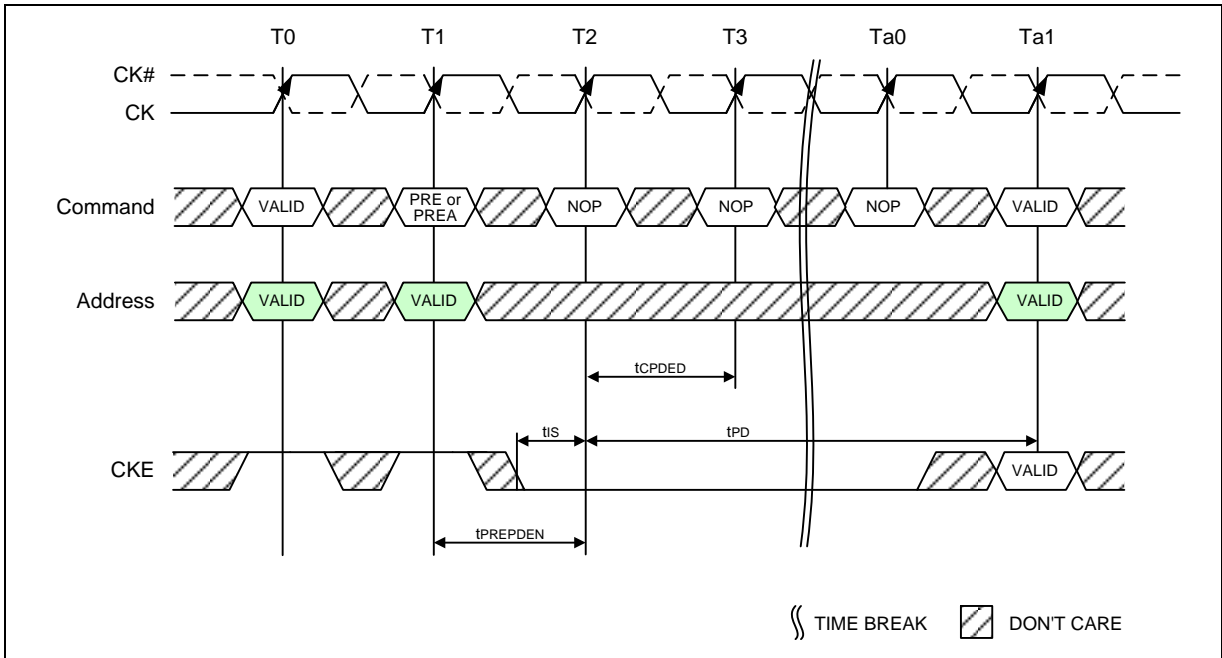 T0 T1 T2 T3 Ta0 Ta1
CK#
CK
Command VALID PRE or PREA NOP NOP NOP VALID
Address VALID VALID VALID
tCPDED
tIS tPD
CKE VALID
tPREPDEN
TIME BREAK DON'T CARE